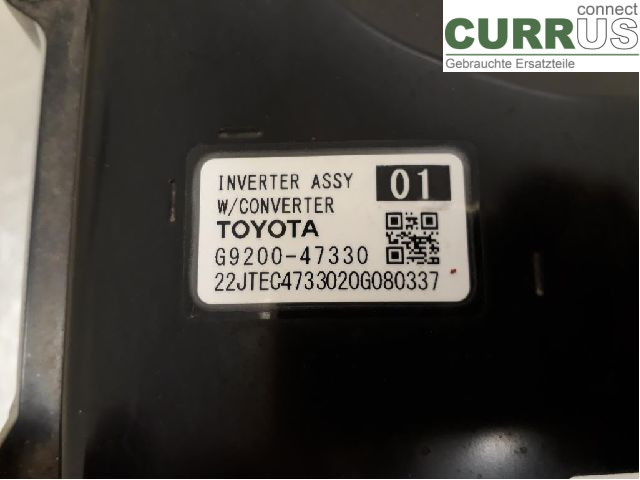 connect
CURRUS
Gebrauchte Ersatzteile
INVERTER ASSY 01
W/CONVERTER
TOYOTA
G9200-47330
22JTEC4733020G080337